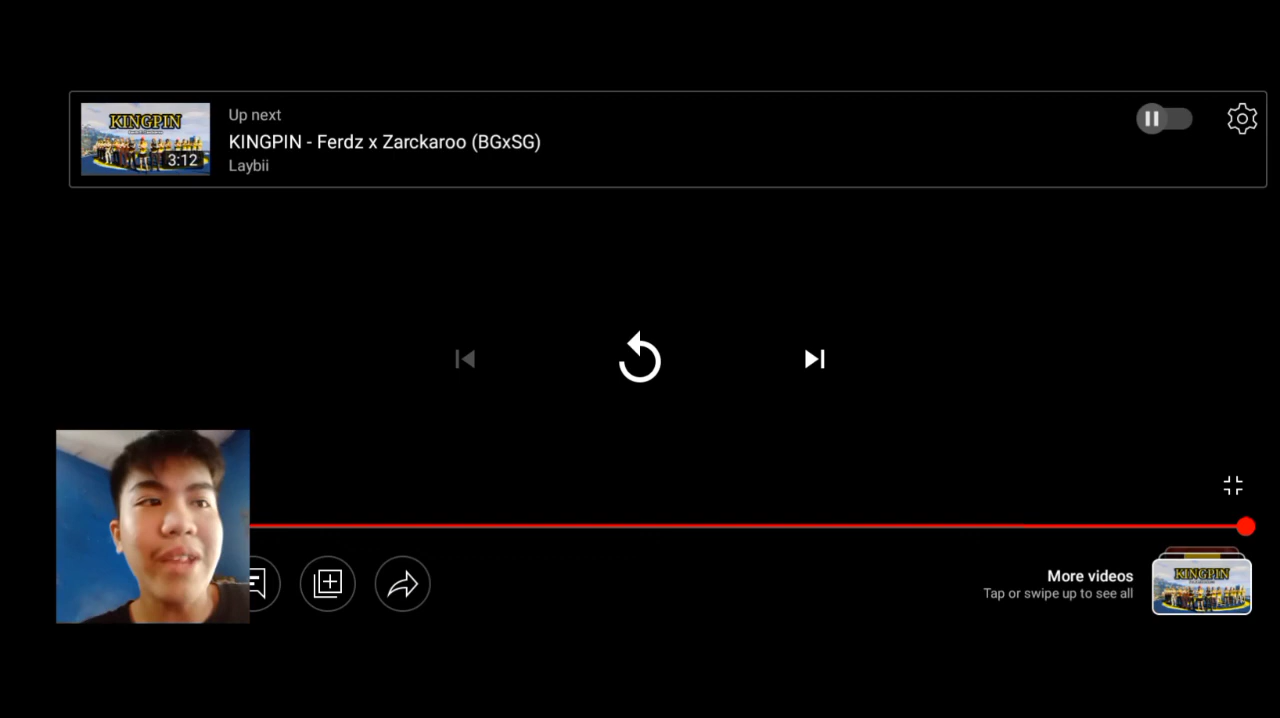 KINGPIN
3:12
Up next
KINGPIN - Ferdz x Zarckaroo (BGxSG)
Laybii
More videos
Tap or swipe up to see all
KINGPIN